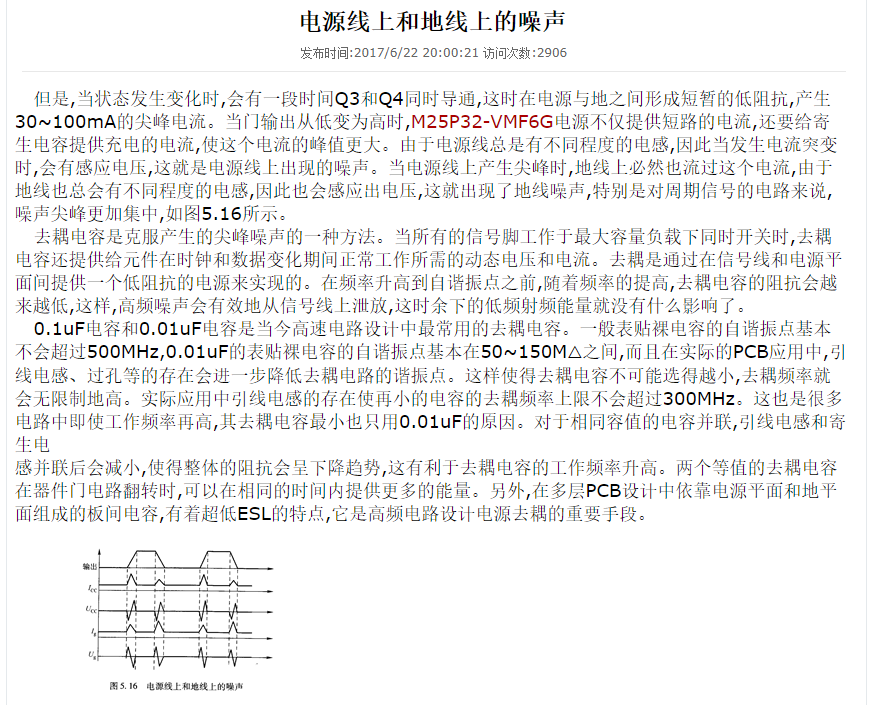 电源线上和地线上的噪声
发布时间:2017/6/22 20:00:21 访问次数:2906
但是,当状态发生变化时,会有一段时间Q3和Q4同时导通,这时在电源与地之间形成短暂的低阻抗,产生
30~100mA的尖峰电流。当门输出从低变为高时,M25P32-VMF6G电源不仅提供短路的电流,还要给寄
生电容提供充电的电流,使这个电流的峰值更大。由于电源线总是有不同程度的电感,因此当发生电流突变
时,会有感应电压,这就是电源线上出现的噪声。当电源线上产生尖峰时,地线上必然也流过这个电流,由于
地线也总会有不同程度的电感,因此也会感应出电压,这就出现了地线噪声,特别是对周期信号的电路来说,
噪声尖峰更加集中,如图5.16所示。
去耦电容是克服产生的尖峰噪声的一种方法。当所有的信号脚工作于最大容量负载下同时开关时,去耦
电容还提供给元件在时钟和数据变化期间正常工作所需的动态电压和电流。去耦是通过在信号线和电源平
面间提供一个低阻抗的电源来实现的。在频率升高到自谐振点之前,随着频率的提高,去耦电容的阻抗会越
来越低,这样,高频噪声会有效地从信号线上泄放,这时余下的低频射频能量就没有什么影响了。
0.1uF电容和0.01uF电容是当今高速电路设计中最常用的去耦电容。一般表贴裸电容的自谐振点基本
不会超过500MHz,0.01uF的表贴裸电容的自谐振点基本在50~150M△之间,而且在实际的PCB应用中,引
线电感、过孔等的存在会进一步降低去耦电路的谐振点。这样使得去耦电容不可能选得越小,去耦频率就
会无限制地高。实际应用中引线电感的存在使再小的电容的去耦频率上限不会超过300MHz。这也是很多
电路中即使工作频率再高,其去耦电容最小也只用0.01uF的原因。对于相同容值的电容并联,引线电感和寄
生电
感并联后会减小,使得整体的阻抗会呈下降趋势,这有利于去耦电容的工作频率升高。两个等值的去耦电容
在器件门电路翻转时,可以在相同的时间内提供更多的能量。另外,在多层PCB设计中依靠电源平面和地平
面组成的板间电容,有着超低ESL的特点,它是高频电路设计电源去耦的重要手段。
输出
Icc
Ucc
Ig
Ug
图5.16 电源线上和地线上的噪声